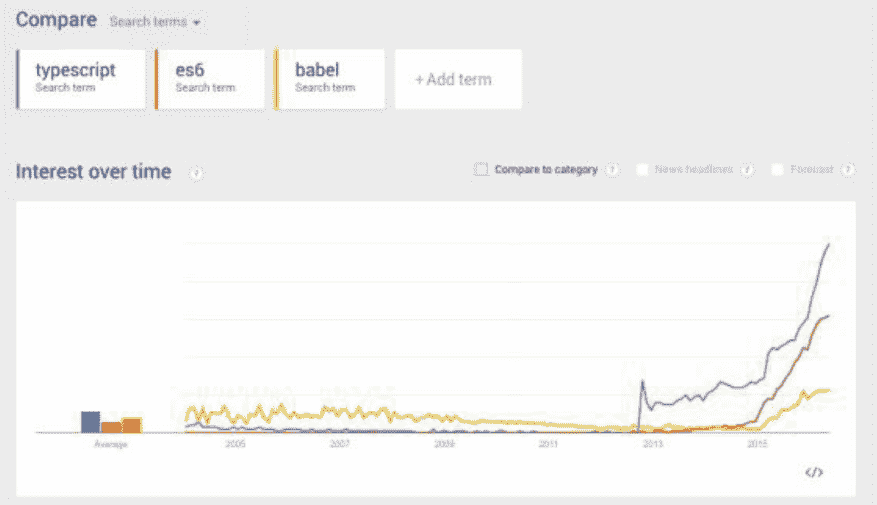 Compare Search terms
typescript es6 babel + Add term
Search term Search term Search term
Interest over time ? Compare to category ? News headlines ? Forecast ?
Average 2005 2007 2009 2011 2013 2015
</>